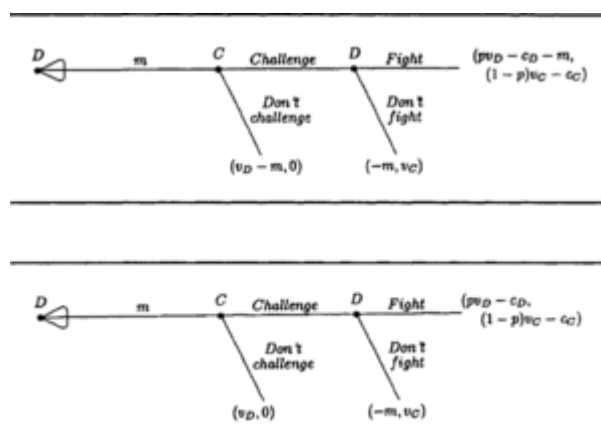 D
m
C
Challenge
D
Fight
(pv_D − c_D − m,
(1 − p)v_C − c_C)
Don't
challenge
Don't
fight
(v_D − m, 0)
(−m, v_C)
D
m
C
Challenge
D
Fight
(pv_D − c_D,
(1 − p)v_C − c_C)
Don't
challenge
Don't
fight
(v_D, 0)
(−m, v_C)